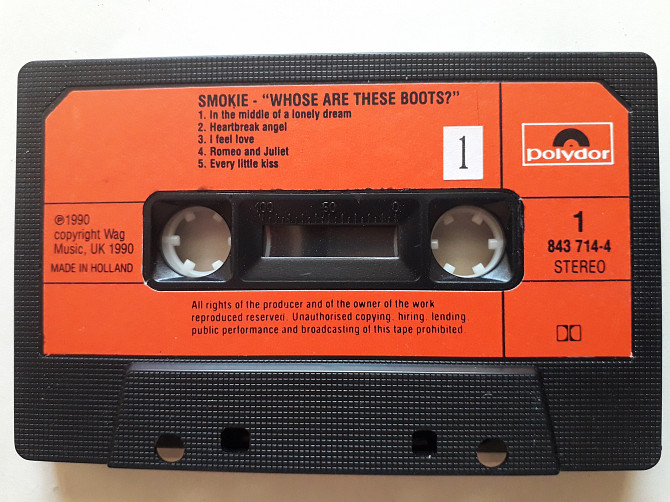 SMOKIE - "WHOSE ARE THESE BOOTS?"
1. In the middle of a lonely dream
2. Heartbreak angel
3. I feel love
4. Romeo and Juliet
5. Every little kiss
1
polydor
℗1990
copyright Wag
Music, UK 1990
MADE IN HOLLAND
100 50 0
1
843 714-4
STEREO
All rights of the producer and of the owner of the work
reproduced reserved. Unauthorised copying, hiring, lending
public performance and broadcasting of this tape prohibited